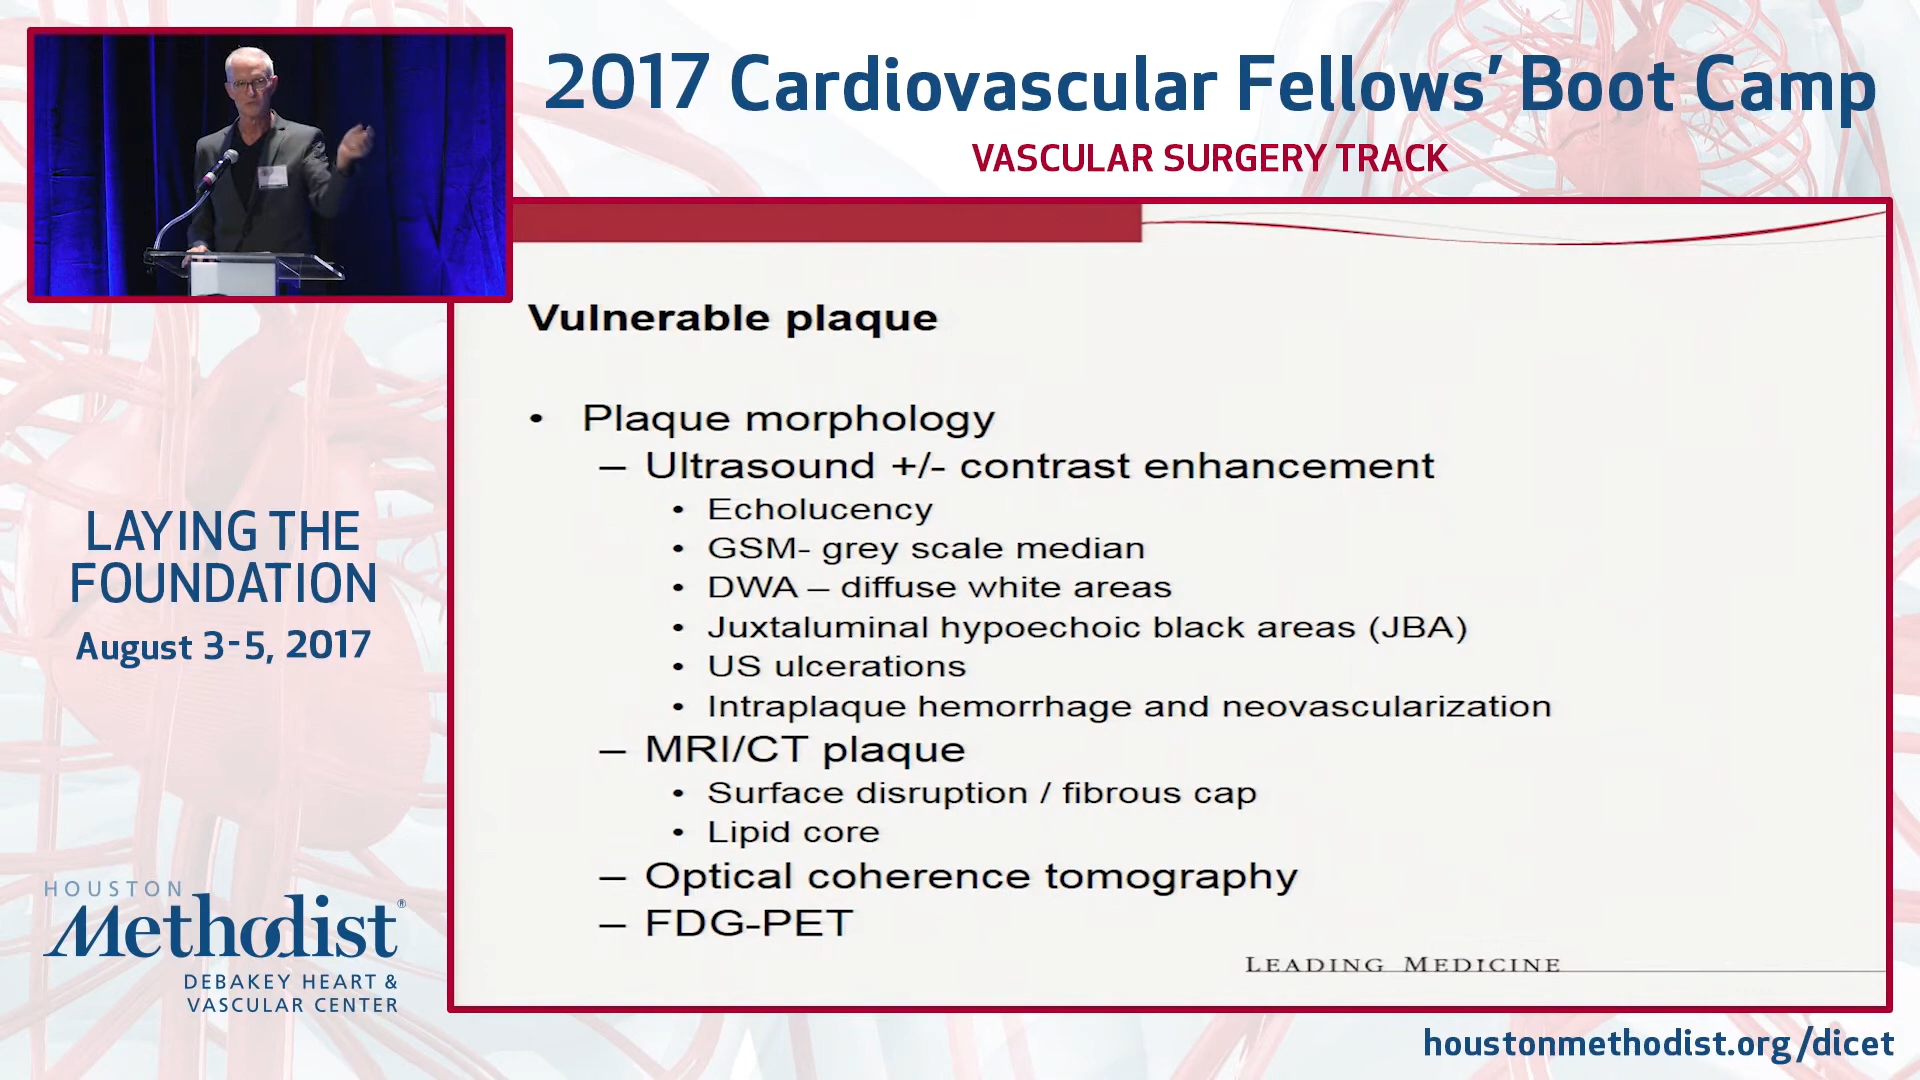 2017 Cardiovascular Fellows’ Boot Camp
VASCULAR SURGERY TRACK
Vulnerable plaque
• Plaque morphology
– Ultrasound +/- contrast enhancement
• Echolucency
• GSM- grey scale median
• DWA – diffuse white areas
• Juxtaluminal hypoechoic black areas (JBA)
• US ulcerations
• Intraplaque hemorrhage and neovascularization
– MRI/CT plaque
• Surface disruption / fibrous cap
• Lipid core
– Optical coherence tomography
– FDG-PET
LEADING MEDICINE
LAYING THE
FOUNDATION
August 3-5, 2017
HOUSTON
Methodist®
DEBAKEY HEART &
VASCULAR CENTER
houstonmethodist.org/dicet